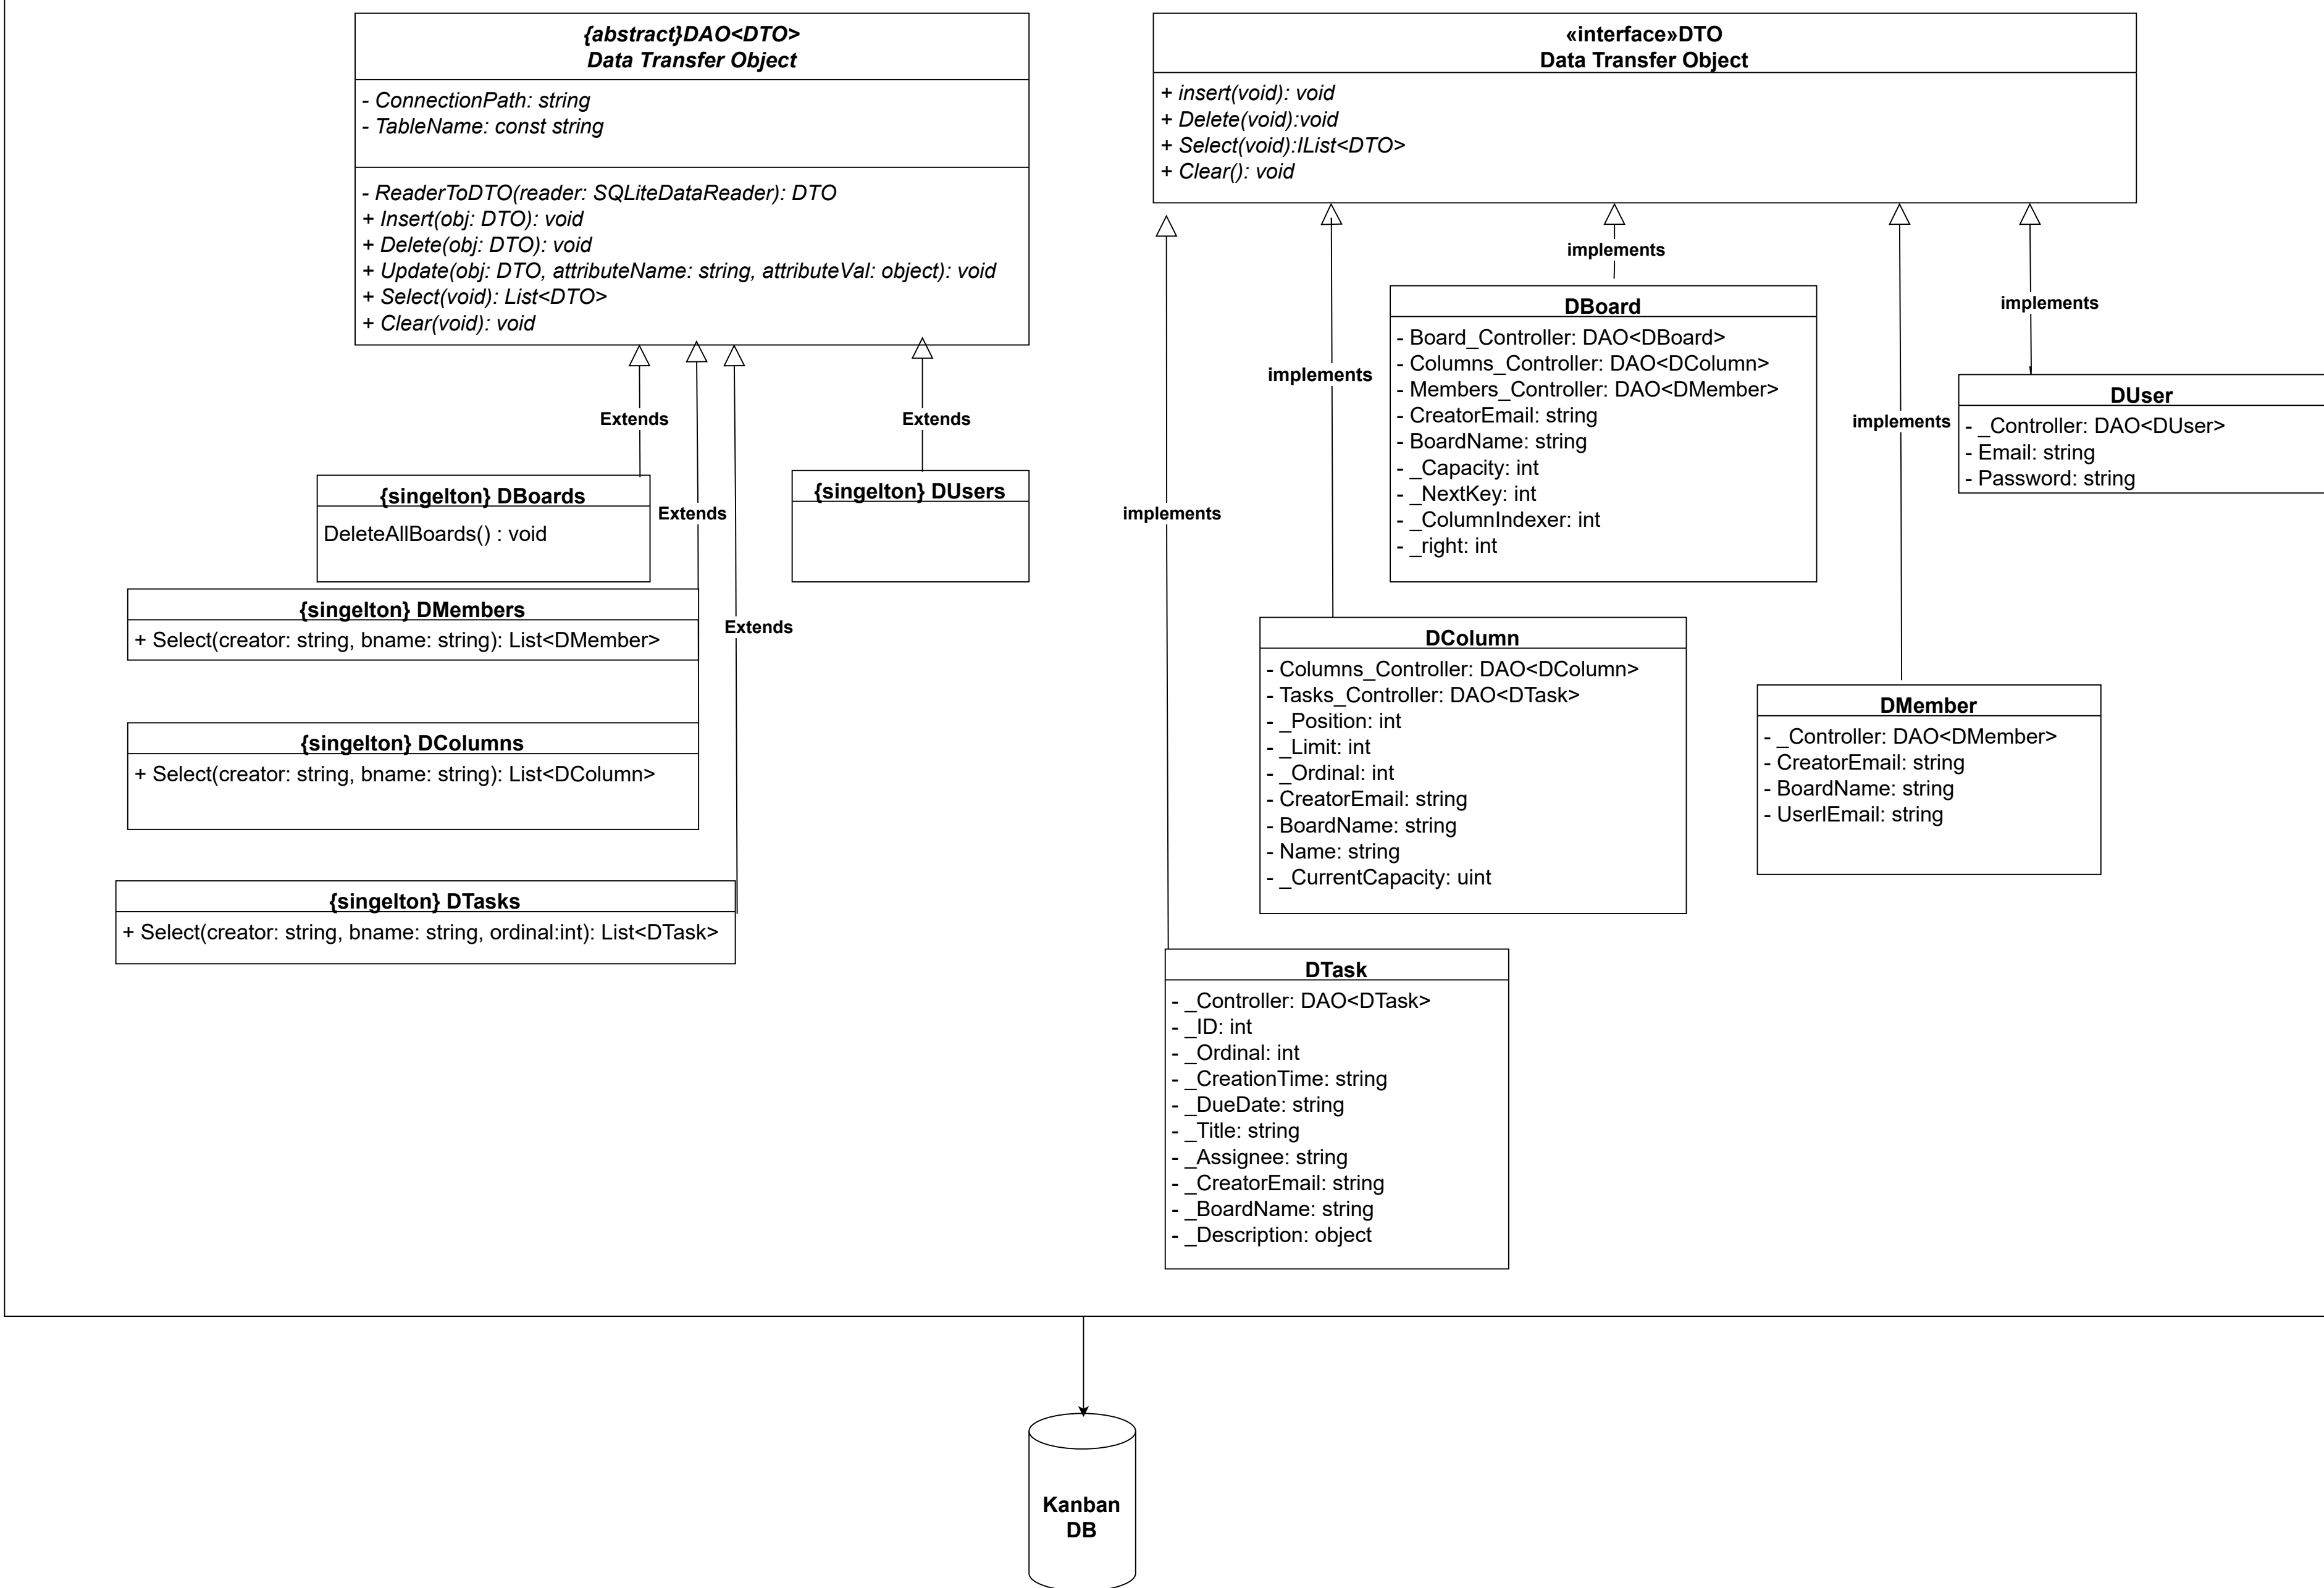 {abstract}DAO<DTO>
Data Transfer Object
- ConnectionPath: string
- TableName: const string
- ReaderToDTO(reader: SQLiteDataReader): DTO
+ Insert(obj: DTO): void
+ Delete(obj: DTO): void
+ Update(obj: DTO, attributeName: string, attributeVal: object): void
+ Select(void): List<DTO>
+ Clear(void): void
«interface»DTO
Data Transfer Object
+ insert(void): void
+ Delete(void):void
+ Select(void):IList<DTO>
+ Clear(): void
Extends
Extends
Extends
Extends
{singelton} DBoards
DeleteAllBoards() : void
{singelton} DUsers
{singelton} DMembers
+ Select(creator: string, bname: string): List<DMember>
{singelton} DColumns
+ Select(creator: string, bname: string): List<DColumn>
{singelton} DTasks
+ Select(creator: string, bname: string, ordinal:int): List<DTask>
implements
implements
implements
implements
implements
DBoard
- Board_Controller: DAO<DBoard>
- Columns_Controller: DAO<DColumn>
- Members_Controller: DAO<DMember>
- CreatorEmail: string
- BoardName: string
- _Capacity: int
- _NextKey: int
- _ColumnIndexer: int
- _right: int
DUser
- _Controller: DAO<DUser>
- Email: string
- Password: string
DColumn
- Columns_Controller: DAO<DColumn>
- Tasks_Controller: DAO<DTask>
- _Position: int
- _Limit: int
- _Ordinal: int
- CreatorEmail: string
- BoardName: string
- Name: string
- _CurrentCapacity: uint
DMember
- _Controller: DAO<DMember>
- CreatorEmail: string
- BoardName: string
- UserlEmail: string
DTask
- _Controller: DAO<DTask>
- _ID: int
- _Ordinal: int
- _CreationTime: string
- _DueDate: string
- _Title: string
- _Assignee: string
- _CreatorEmail: string
- _BoardName: string
- _Description: object
Kanban
DB